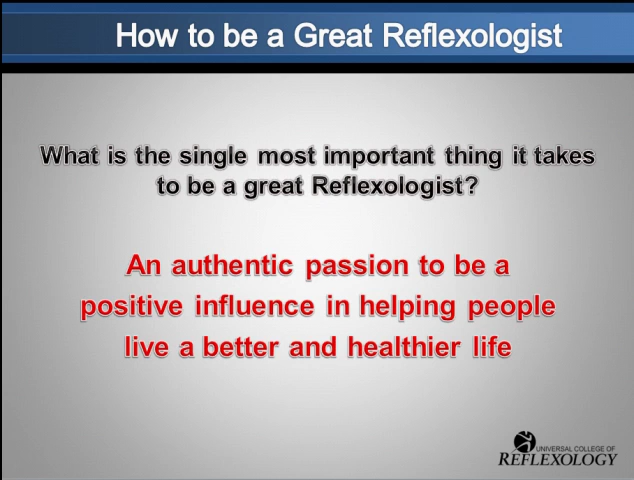 How to be a Great Reflexologist
What is the single most important thing it takes
to be a great Reflexologist?
An authentic passion to be a
positive influence in helping people
live a better and healthier life
UNIVERSAL COLLEGE OF
REFLEXOLOGY